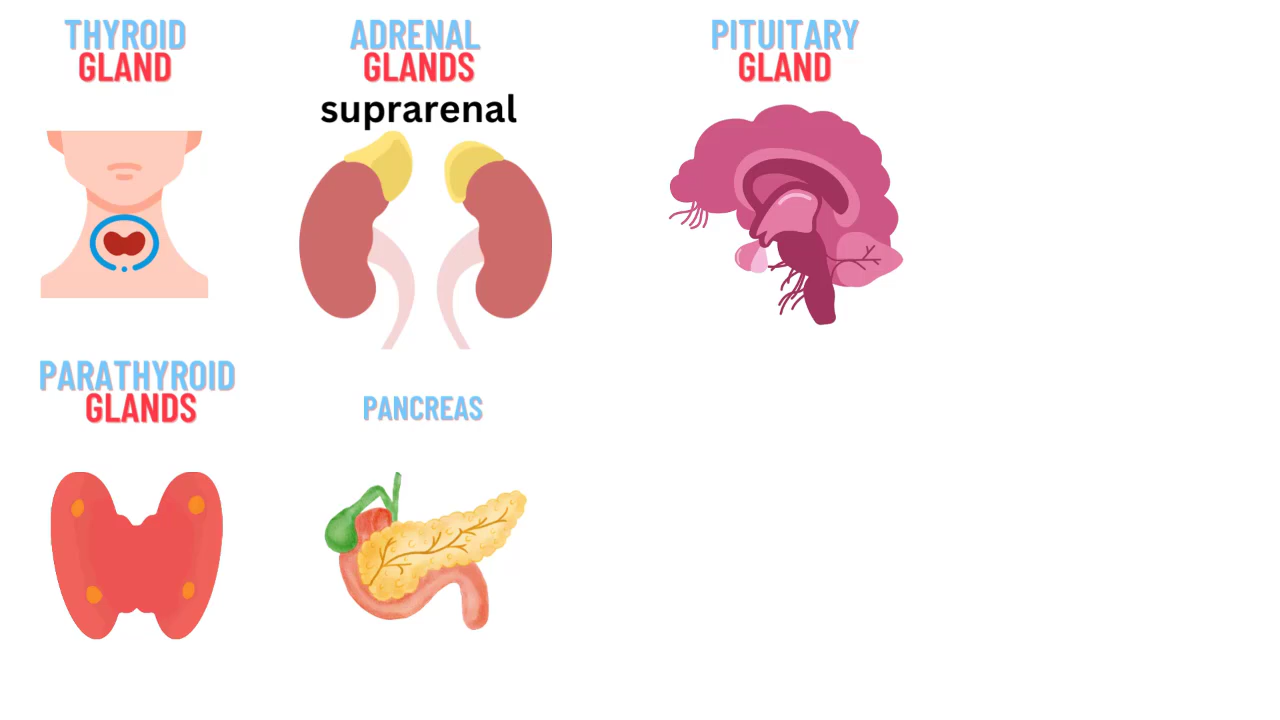 THYROID
GLAND
ADRENAL
GLANDS
suprarenal
PITUITARY
GLAND
PARATHYROID
GLANDS
PANCREAS